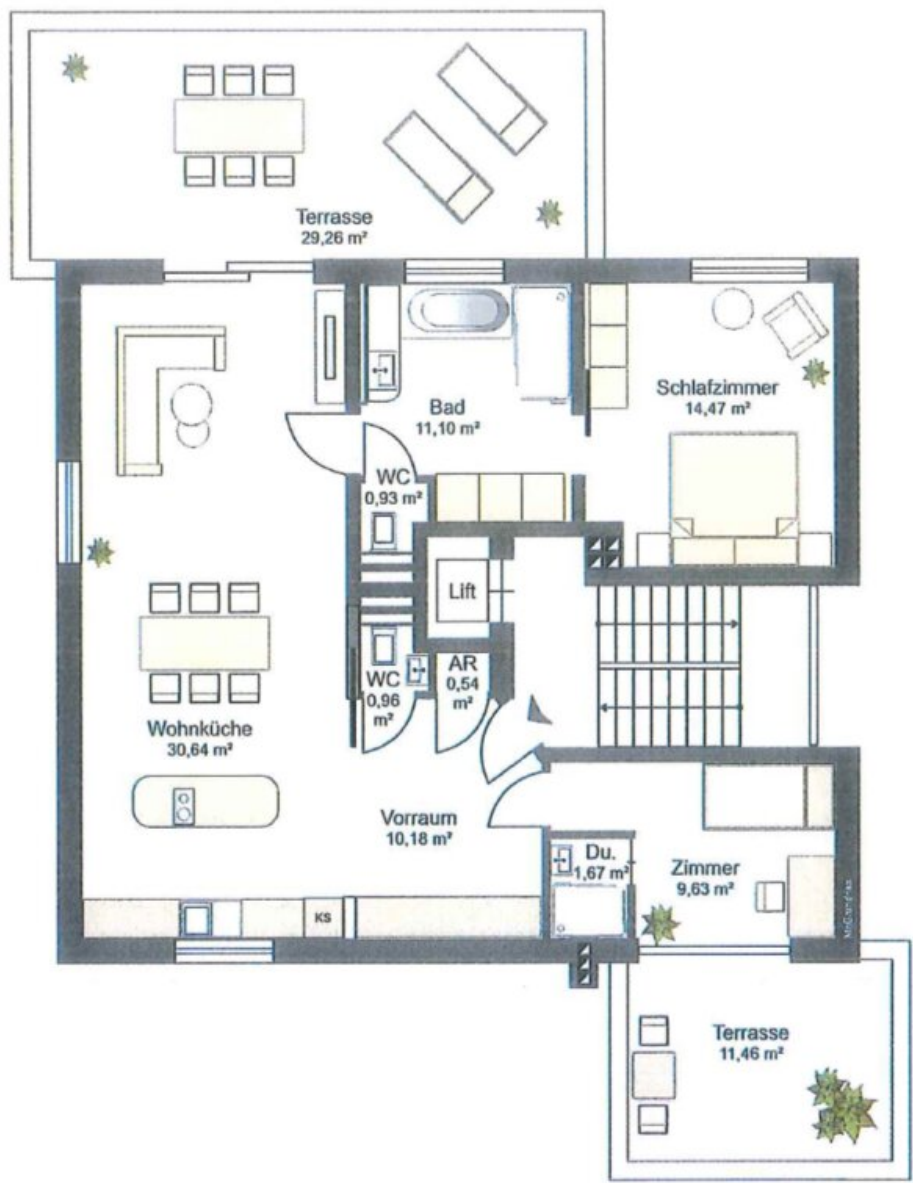 Terrasse
29,26 m²
Schlafzimmer
14,47 m²
Bad
11,10 m²
WC
0,93 m²
Lift
WC
0,96
m²
AR
0,54
m²
Wohnküche
30,64 m²
Vorraum
10,18 m²
Du.
1,67 m²
Zimmer
9,63 m²
KS
Terrasse
11,46 m²